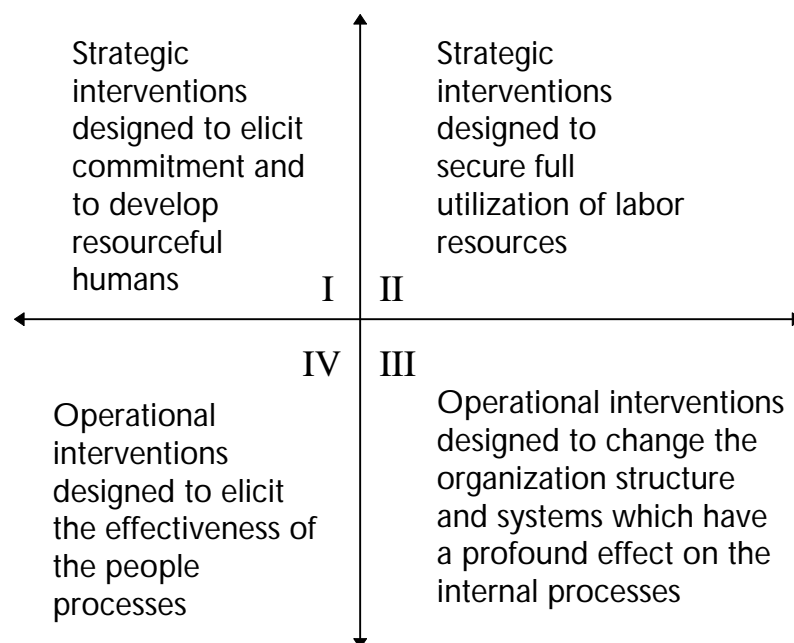 Strategic
interventions
designed to elicit
commitment and
to develop
resourceful
humans
I
Strategic
interventions
designed to
secure full
utilization of labor
resources
II
IV
Operational
interventions
designed to elicit
the effectiveness of
the people
processes
III
Operational interventions
designed to change the
organization structure
and systems which have
a profound effect on the
internal processes